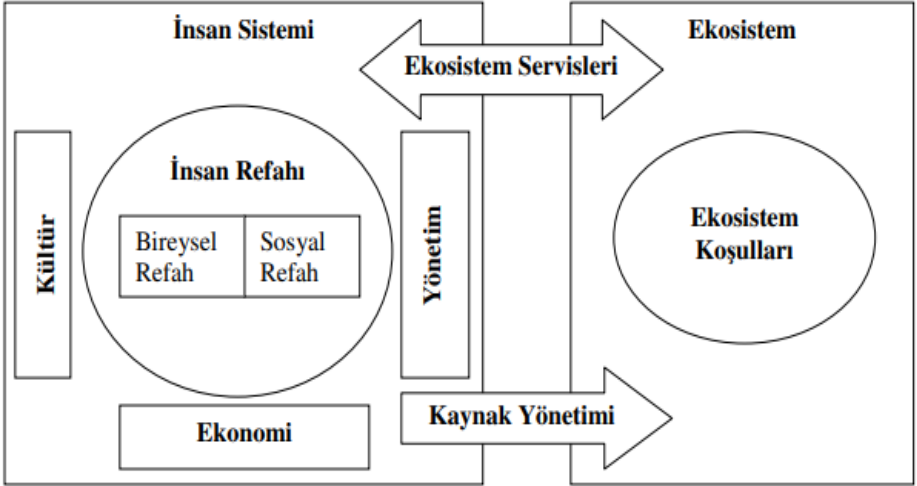 İnsan Sistemi
Ekosistem
Ekosistem Servisleri
İnsan Refahı
Bireysel
Refah
Sosyal
Refah
Kültür
Yönetim
Ekosistem
Koşulları
Kaynak Yönetimi
Ekonomi